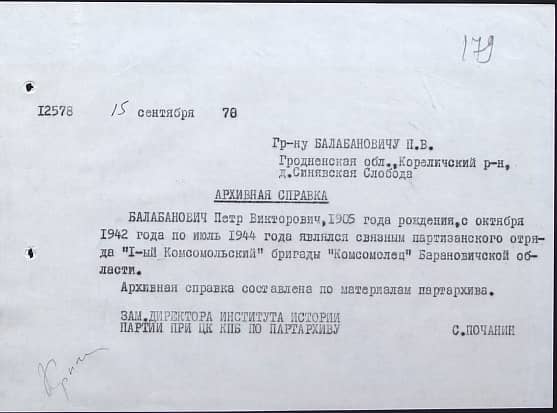 179
I2578 15 сентября 78
Гр-ну БАЛАБАНОВИЧУ П.В.
Гродненская обл.,Кореличский р-н,
д.Синявская Слобода
АРХИВНАЯ СПРАВКА
БАЛАБАНОВИЧ Петр Викторович,1905 года рождения,с октября
1942 года по июль 1944 года являлся связным партизанского отря-
да "I-ый Комсомольский" бригады "Комсомолец" Барановичской об-
ласти.
Архивная справка составлена по материалам партархива.
ЗАМ.ДИРЕКТОРА ИНСТИТУТА ИСТОРИИ
ПАРТИИ ПРИ ЦК КПБ ПО ПАРТАРХИВУ С.ПОЧАНИН